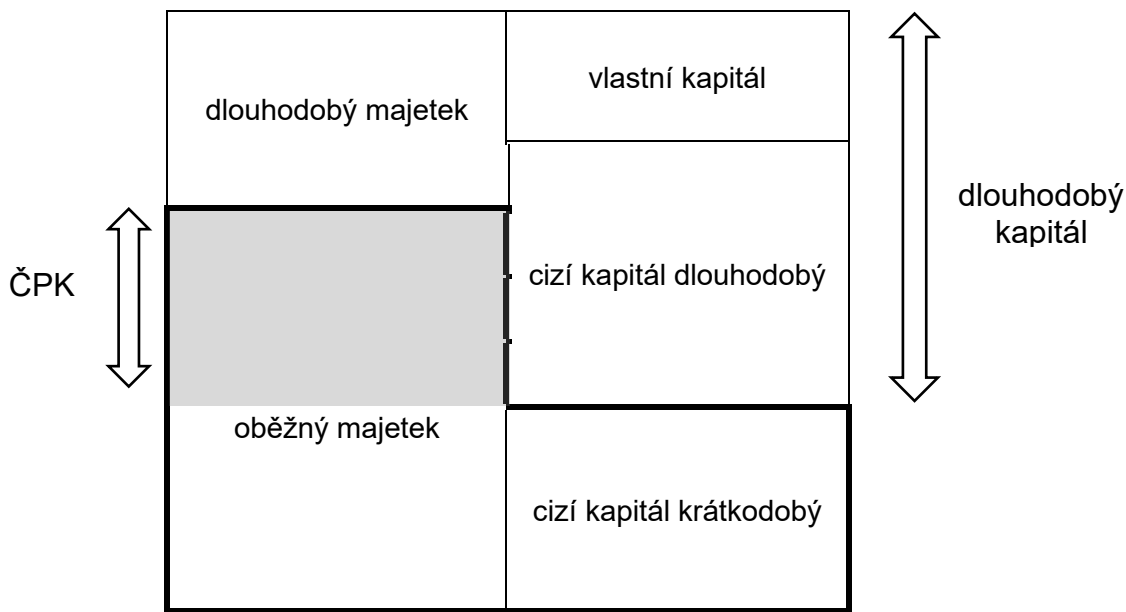 vlastní kapitál
dlouhodobý majetek
dlouhodobý
kapitál
ČPK
cizí kapitál dlouhodobý
oběžný majetek
cizí kapitál krátkodobý